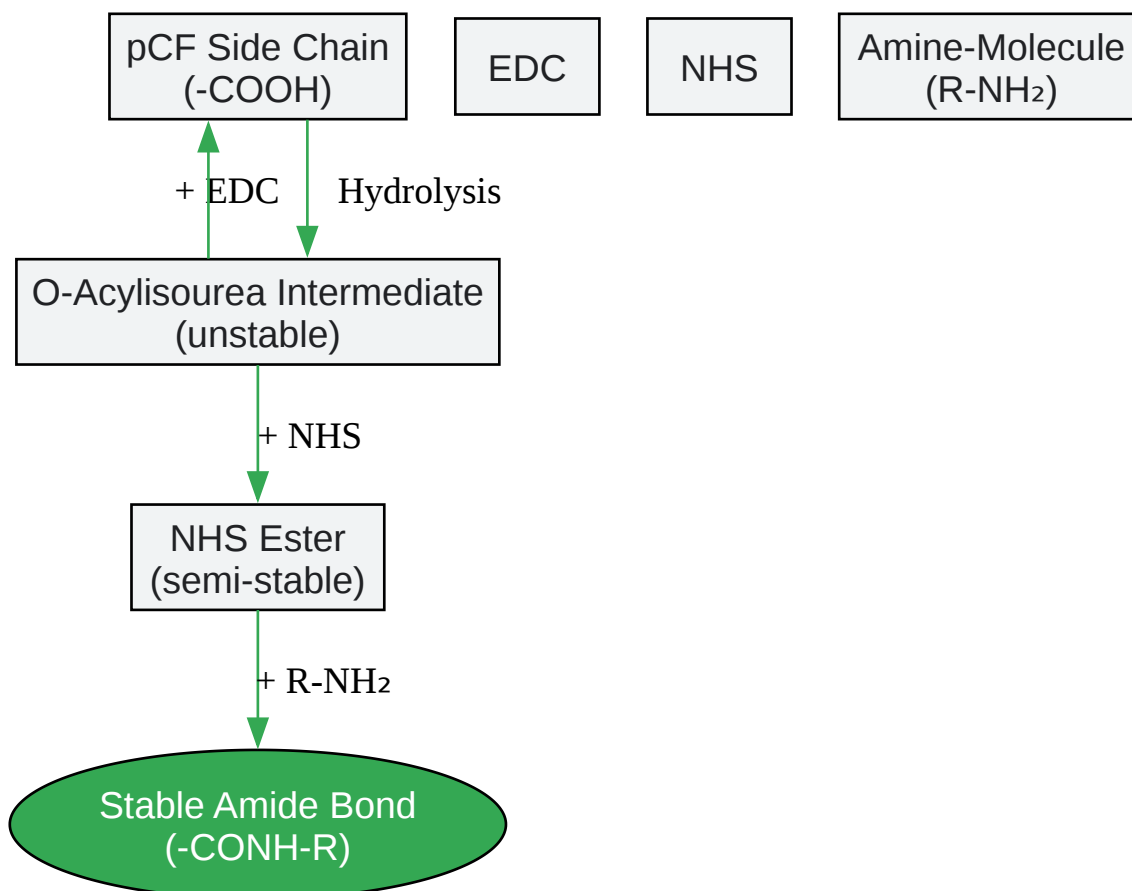 pCF Side Chain
(-COOH)
EDC
NHS
Amine-Molecule
(R-NH₂)
+ EDC
Hydrolysis
O-Acylisourea Intermediate
(unstable)
+ NHS
NHS Ester
(semi-stable)
+ R-NH₂
Stable Amide Bond
(-CONH-R)